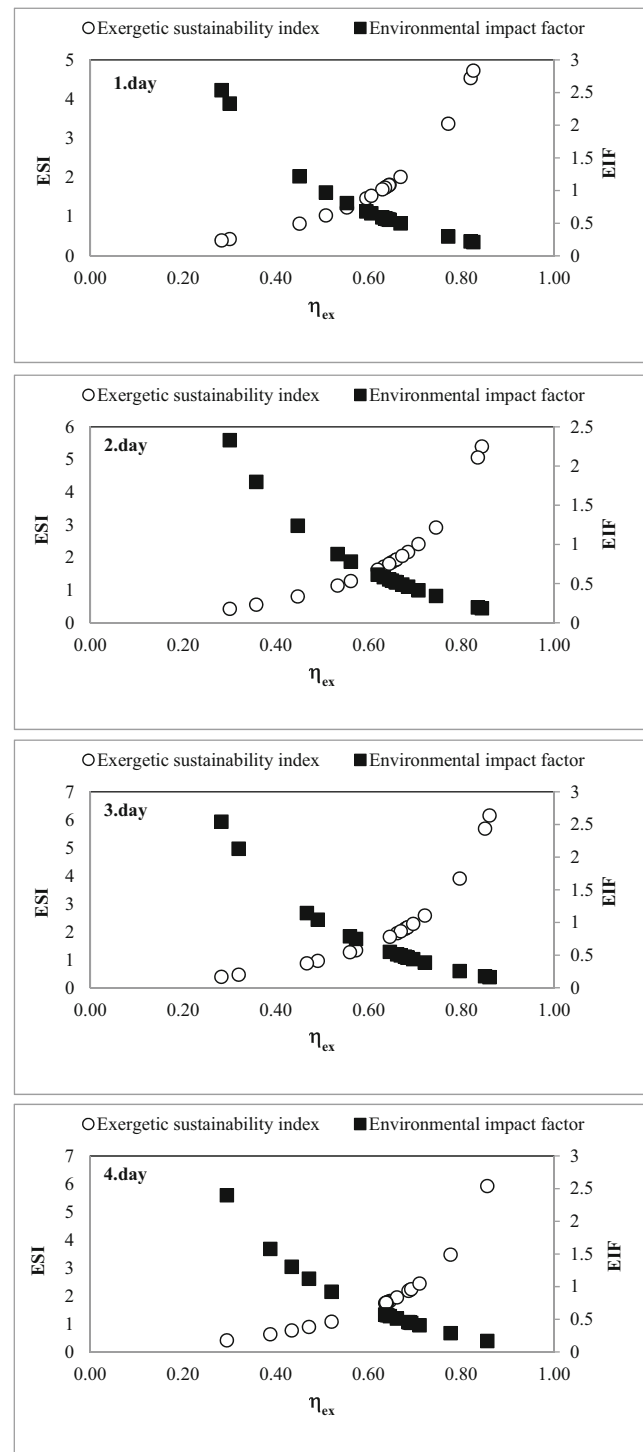 Exergetic sustainability index Environmental impact factor
1.day
5
4
3
2
1
0
ESI
3
2.5
2
1.5
1
0.5
0
EIF
0.00 0.20 0.40 0.60 0.80 1.00
ηex
Exergetic sustainability index Environmental impact factor
2.day
6
5
4
3
2
1
0
ESI
2.5
2
1.5
1
0.5
0
EIF
0.00 0.20 0.40 0.60 0.80 1.00
ηex
Exergetic sustainability index Environmental impact factor
3.day
7
6
5
4
3
2
1
0
ESI
3
2.5
2
1.5
1
0.5
0
EIF
0.00 0.20 0.40 0.60 0.80 1.00
ηex
Exergetic sustainability index Environmental impact factor
4.day
7
6
5
4
3
2
1
0
ESI
3
2.5
2
1.5
1
0.5
0
EIF
0.00 0.20 0.40 0.60 0.80 1.00
ηex